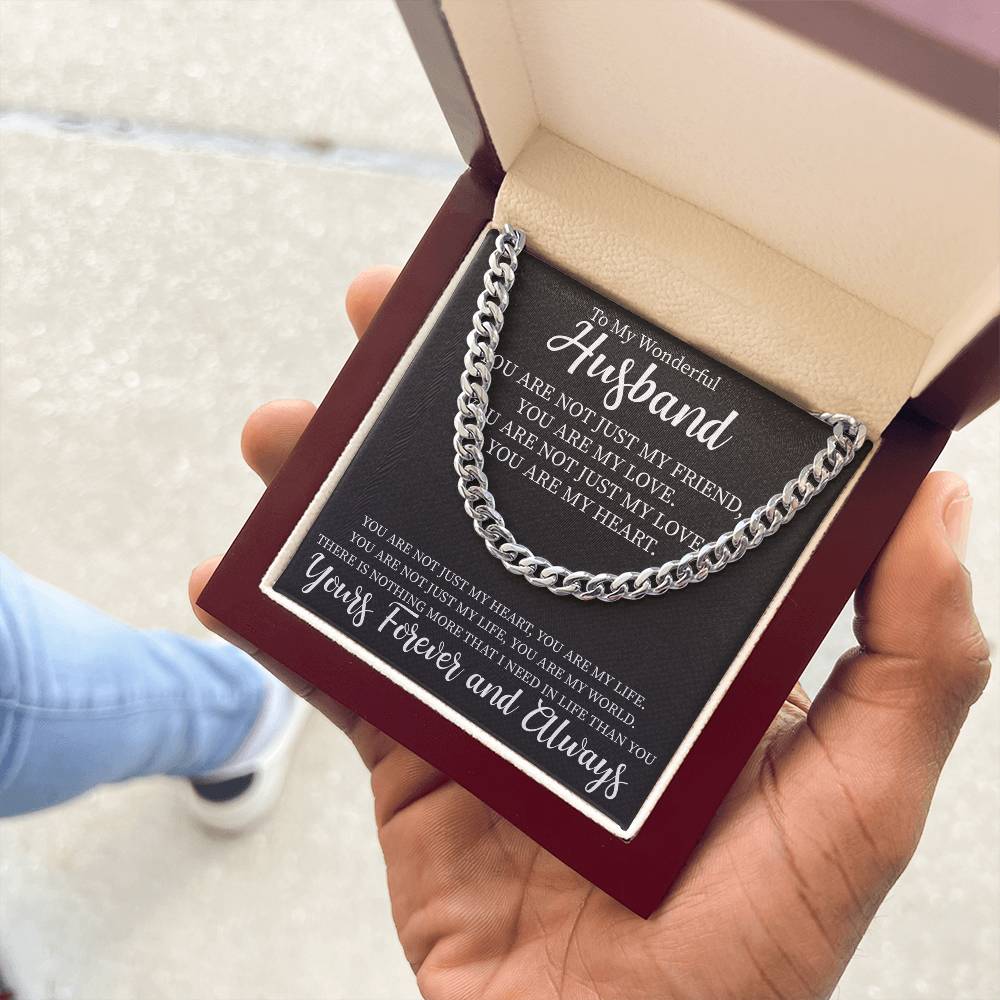 To My Wonderful
Husband
YOU ARE NOT JUST MY FRIEND,
YOU ARE MY LOVE.
YOU ARE NOT JUST MY LOVE,
YOU ARE MY HEART.
YOU ARE NOT JUST MY HEART, YOU ARE MY LIFE.
YOU ARE NOT JUST MY LIFE, YOU ARE MY WORLD.
THERE IS NOTHING MORE THAT I NEED IN LIFE THAN YOU
Yours Forever and Always